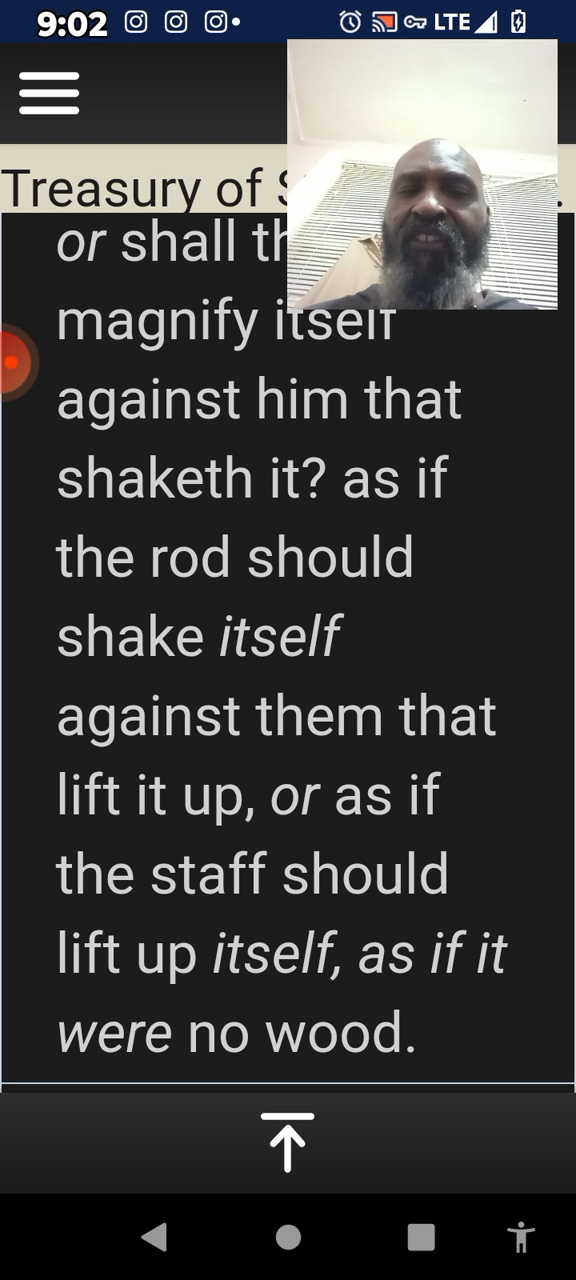 9:02 LTE
Treasury of
or shall
magnify itself
against him that
shaketh it? as if
the rod should
shake itself
against them that
lift it up, or as if
the staff should
lift up itself, as if it
were no wood.